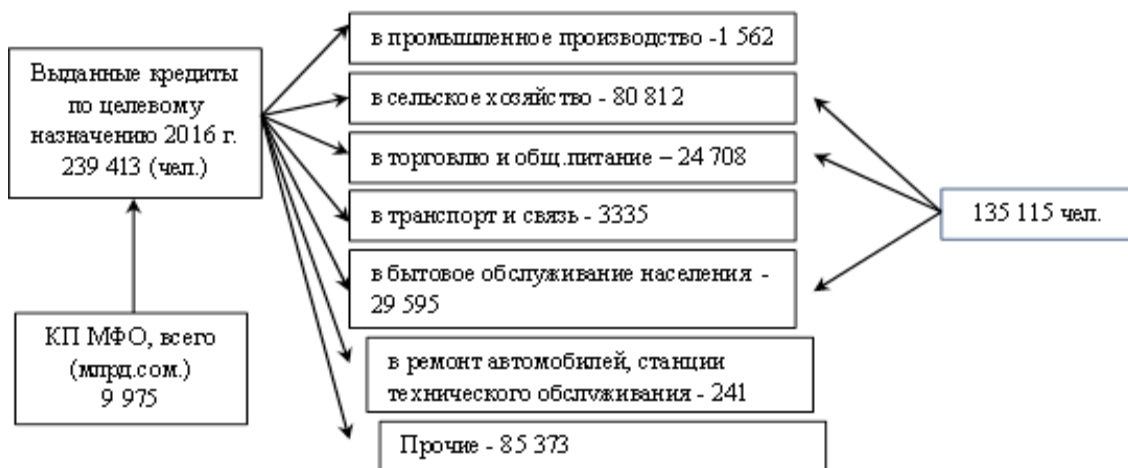 Выданные кредиты
по целевому
назначению 2016 г.
239 413 (чел.)
КП МФО, всего
(млрд.сом.)
9 975
в промышленное производство -1 562
в сельское хозяйство - 80 812
в торговлю и общ.питание – 24 708
в транспорт и связь - 3335
в бытовое обслуживание населения -
29 595
в ремонт автомобилей, станции
технического обслуживания - 241
Прочие - 85 373
135 115 чел.